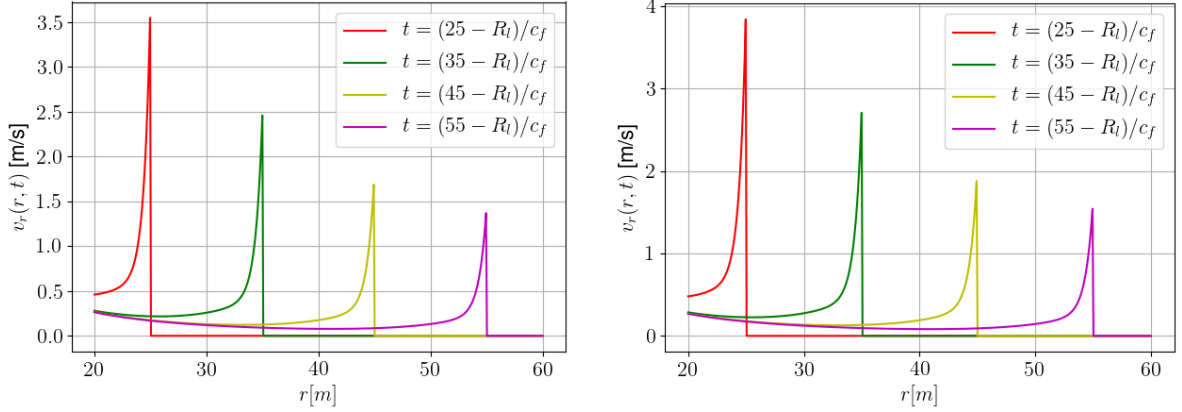 3.5
3.0
2.5
2.0
1.5
1.0
0.5
0.0
v_r(r, t) [m/s]
20 30 40 50 60
r[m]
t = (25 − R_l)/c_f
t = (35 − R_l)/c_f
t = (45 − R_l)/c_f
t = (55 − R_l)/c_f
4
3
2
1
0
v_r(r, t) [m/s]
20 30 40 50 60
r[m]
t = (25 − R_l)/c_f
t = (35 − R_l)/c_f
t = (45 − R_l)/c_f
t = (55 − R_l)/c_f